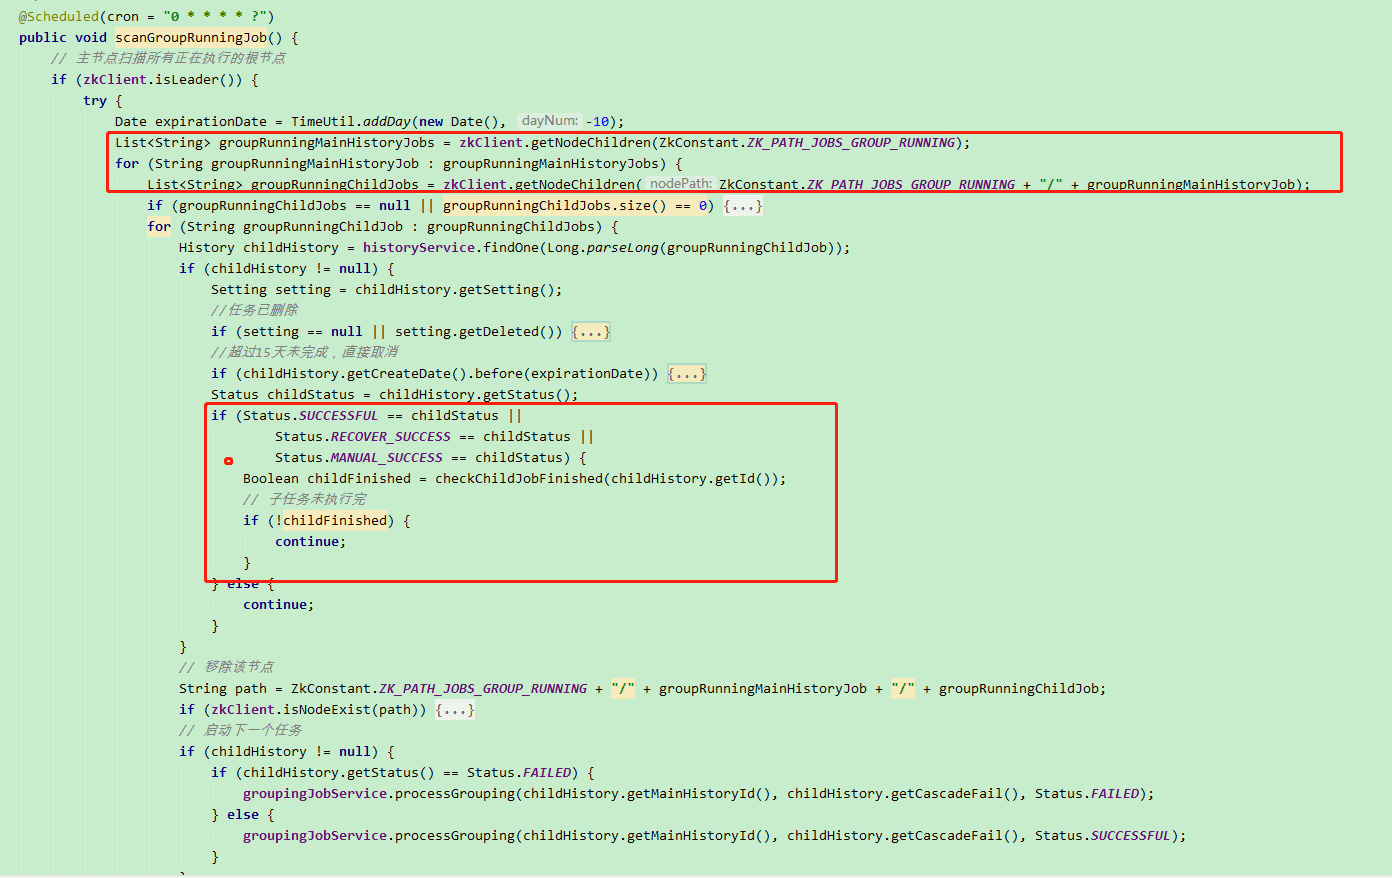 @Scheduled(cron = "0 * * * * ?")
public void scanGroupRunningJob() {
// 主节点扫描所有正在执行的根节点
if (zkClient.isLeader()) {
try {
Date expirationDate = TimeUtil.addDay(new Date(), dayNum: -10);
List<String> groupRunningMainHistoryJobs = zkClient.getNodeChildren(ZkConstant.ZK_PATH_JOBS_GROUP_RUNNING);
for (String groupRunningMainHistoryJob : groupRunningMainHistoryJobs) {
List<String> groupRunningChildJobs = zkClient.getNodeChildren( nodePath: ZkConstant.ZK_PATH_JOBS_GROUP_RUNNING + "/" + groupRunningMainHistoryJob);
if (groupRunningChildJobs == null || groupRunningChildJobs.size() == 0) {...}
for (String groupRunningChildJob : groupRunningChildJobs) {
History childHistory = historyService.findOne(Long.parseLong(groupRunningChildJob));
if (childHistory != null) {
Setting setting = childHistory.getSetting();
//任务已删除
if (setting == null || setting.getDeleted()) {...}
//超过15天未完成，直接取消
if (childHistory.getCreateDate().before(expirationDate)) {...}
Status childStatus = childHistory.getStatus();
if (Status.SUCCESSFUL == childStatus ||
Status.RECOVER_SUCCESS == childStatus ||
Status.MANUAL_SUCCESS == childStatus) {
Boolean childFinished = checkChildJobFinished(childHistory.getId());
// 子任务未执行完
if (!childFinished) {
continue;
}
} else {
continue;
}
}
// 移除该节点
String path = ZkConstant.ZK_PATH_JOBS_GROUP_RUNNING + "/" + groupRunningMainHistoryJob + "/" + groupRunningChildJob;
if (zkClient.isNodeExist(path)) {...}
// 启动下一个任务
if (childHistory != null) {
if (childHistory.getStatus() == Status.FAILED) {
groupingJobService.processGrouping(childHistory.getMainHistoryId(), childHistory.getCascadeFail(), Status.FAILED);
} else {
groupingJobService.processGrouping(childHistory.getMainHistoryId(), childHistory.getCascadeFail(), Status.SUCCESSFUL);
}